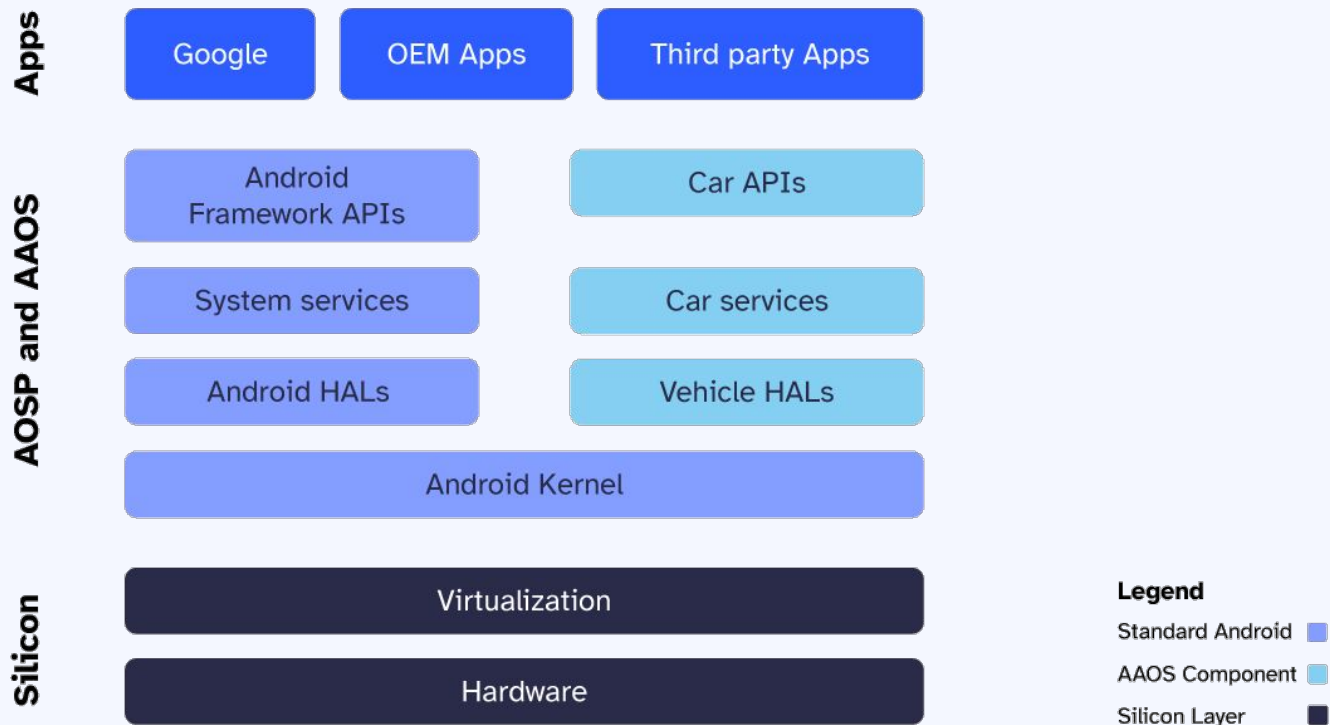 Apps
Google
OEM Apps
Third party Apps
AOSP and AAOS
Android
Framework APIs
Car APIs
System services
Car services
Android HALs
Vehicle HALs
Android Kernel
Silicon
Virtualization
Hardware
Legend
Standard Android
AAOS Component
Silicon Layer